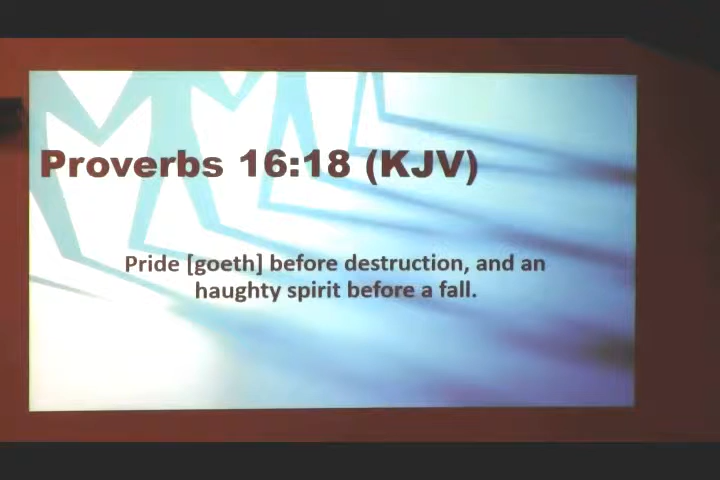 Proverbs 16:18 (KJV)
Pride [goeth] before destruction, and an
haughty spirit before a fall.